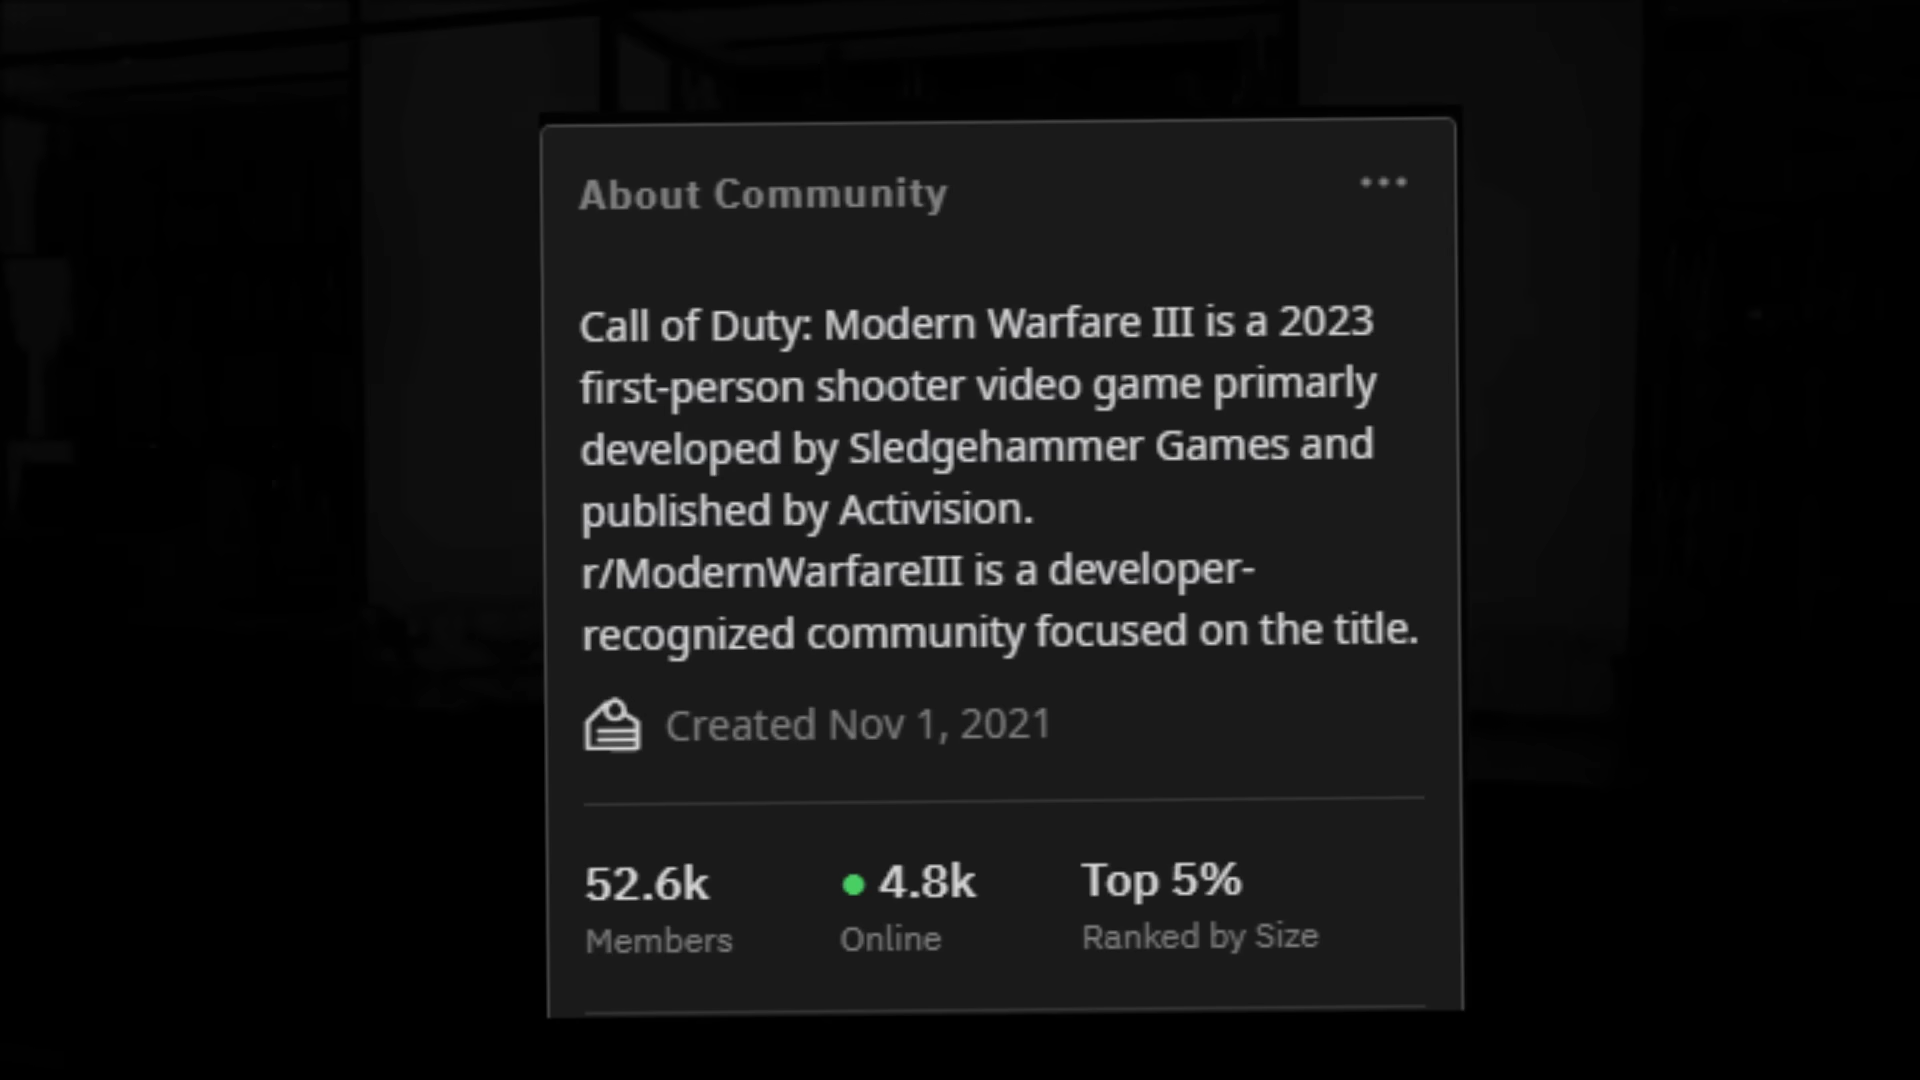 About Community
Call of Duty: Modern Warfare III is a 2023
first-person shooter video game primarly
developed by Sledgehammer Games and
published by Activision.
r/ModernWarfareIII is a developer-
recognized community focused on the title.
Created Nov 1, 2021
52.6k 4.8k Top 5%
Members Online Ranked by Size